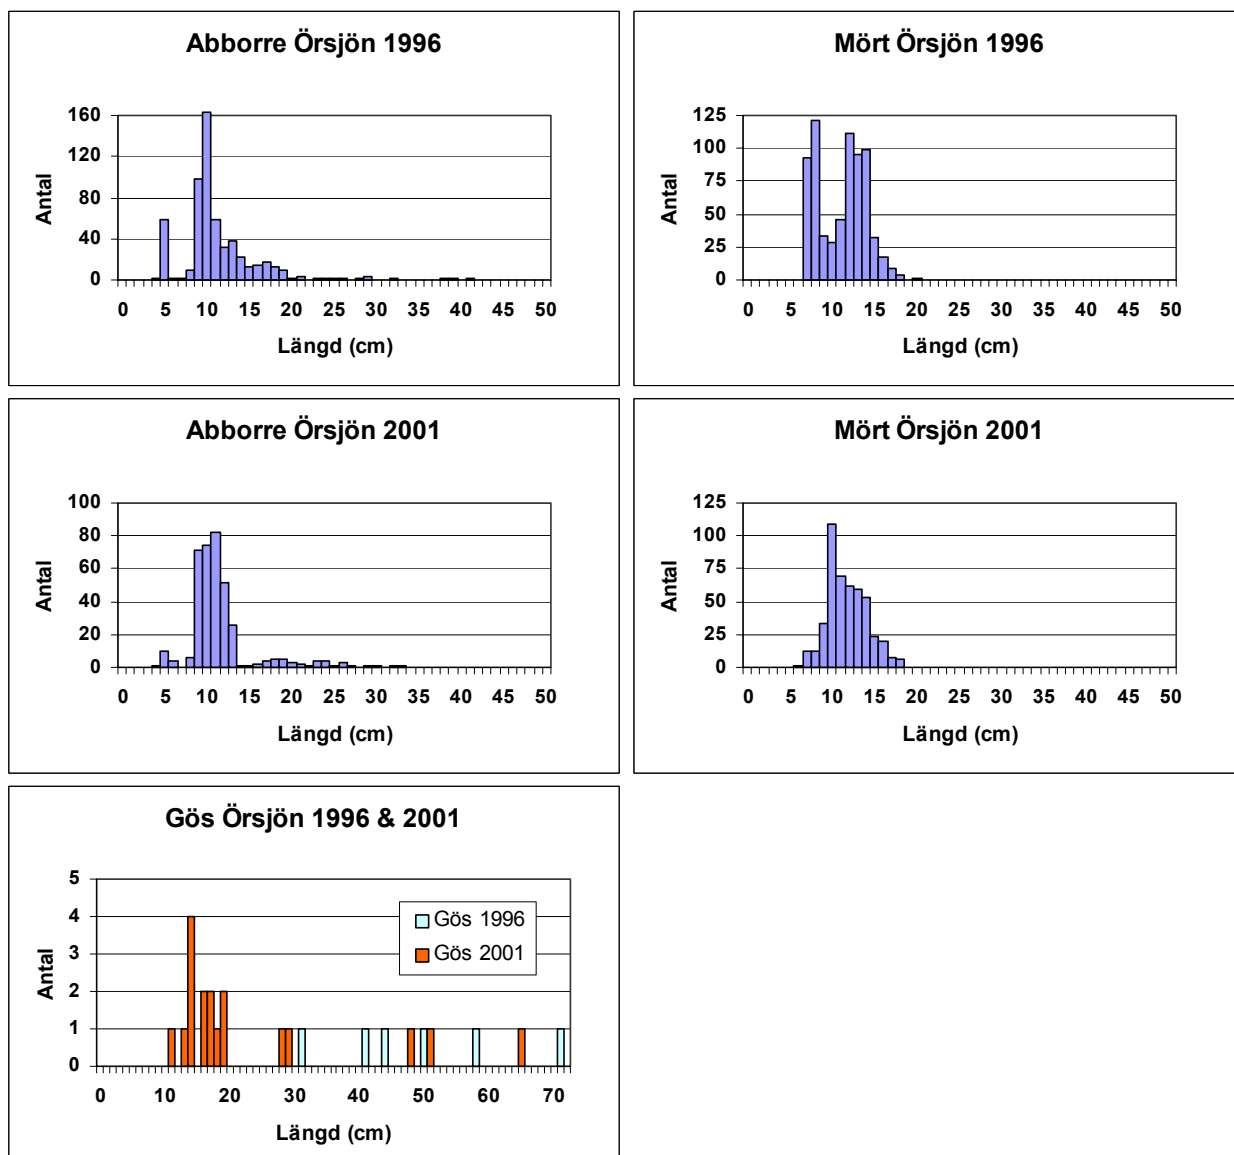 Abborre Örsjön 1996
160
120
80
40
0
Antal
0 5 10 15 20 25 30 35 40 45 50
Längd (cm)
Mört Örsjön 1996
125
100
75
50
25
0
Antal
0 5 10 15 20 25 30 35 40 45 50
Längd (cm)
Abborre Örsjön 2001
100
80
60
40
20
0
Antal
0 5 10 15 20 25 30 35 40 45 50
Längd (cm)
Mört Örsjön 2001
125
100
75
50
25
0
Antal
0 5 10 15 20 25 30 35 40 45 50
Längd (cm)
Gös Örsjön 1996 & 2001
5
4
3
2
1
0
Antal
Gös 1996
Gös 2001
0 10 20 30 40 50 60 70
Längd (cm)